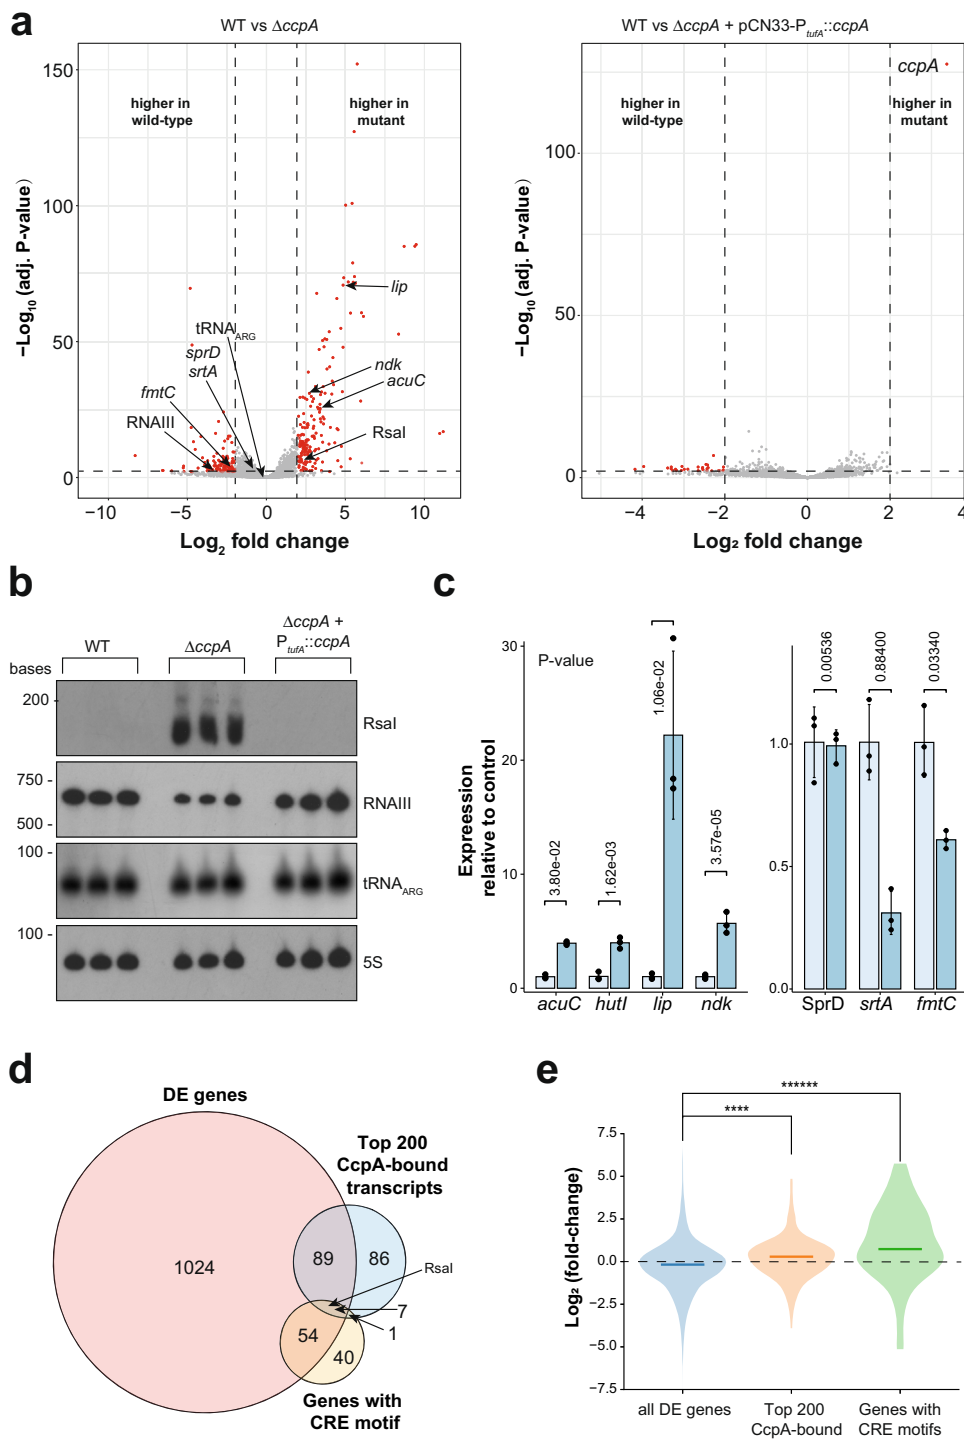 a
WT vs ΔccpA
WT vs ΔccpA + pCN33-PtufA::ccpA
150
100
50
0
−Log10 (adj. P-value)
higher in
wild-type
higher in
mutant
lip
tRNAARG
sprD
srtA
fmtC
RNAIII
ndk
acuC
RsaI
−10
−5
0
5
10
Log2 fold change
100
50
0
−Log10 (adj. P-value)
higher in
wild-type
ccpA
higher in
mutant
−4
−2
0
2
4
Log₂ fold change
b
bases
WT
ΔccpA
ΔccpA +
PtufA::ccpA
200
RsaI
750
500
RNAIII
100
tRNAARG
100
5S
c
P-value
30
20
10
0
Expreession
relative to control
3.80e-02
1.62e-03
1.06e-02
3.57e-05
acuC
hutI
lip
ndk
1.0
0.5
0.0
0.00536
0.88400
0.03340
SprD
srtA
fmtC
d
DE genes
Top 200
CcpA-bound
transcripts
1024
89
86
RsaI
7
1
54
40
Genes with
CRE motif
e
******
****
7.5
5.0
2.5
0.0
−2.5
−5.0
−7.5
Log₂ (fold-change)
all DE genes
Top 200
CcpA-bound
Genes with
CRE motifs